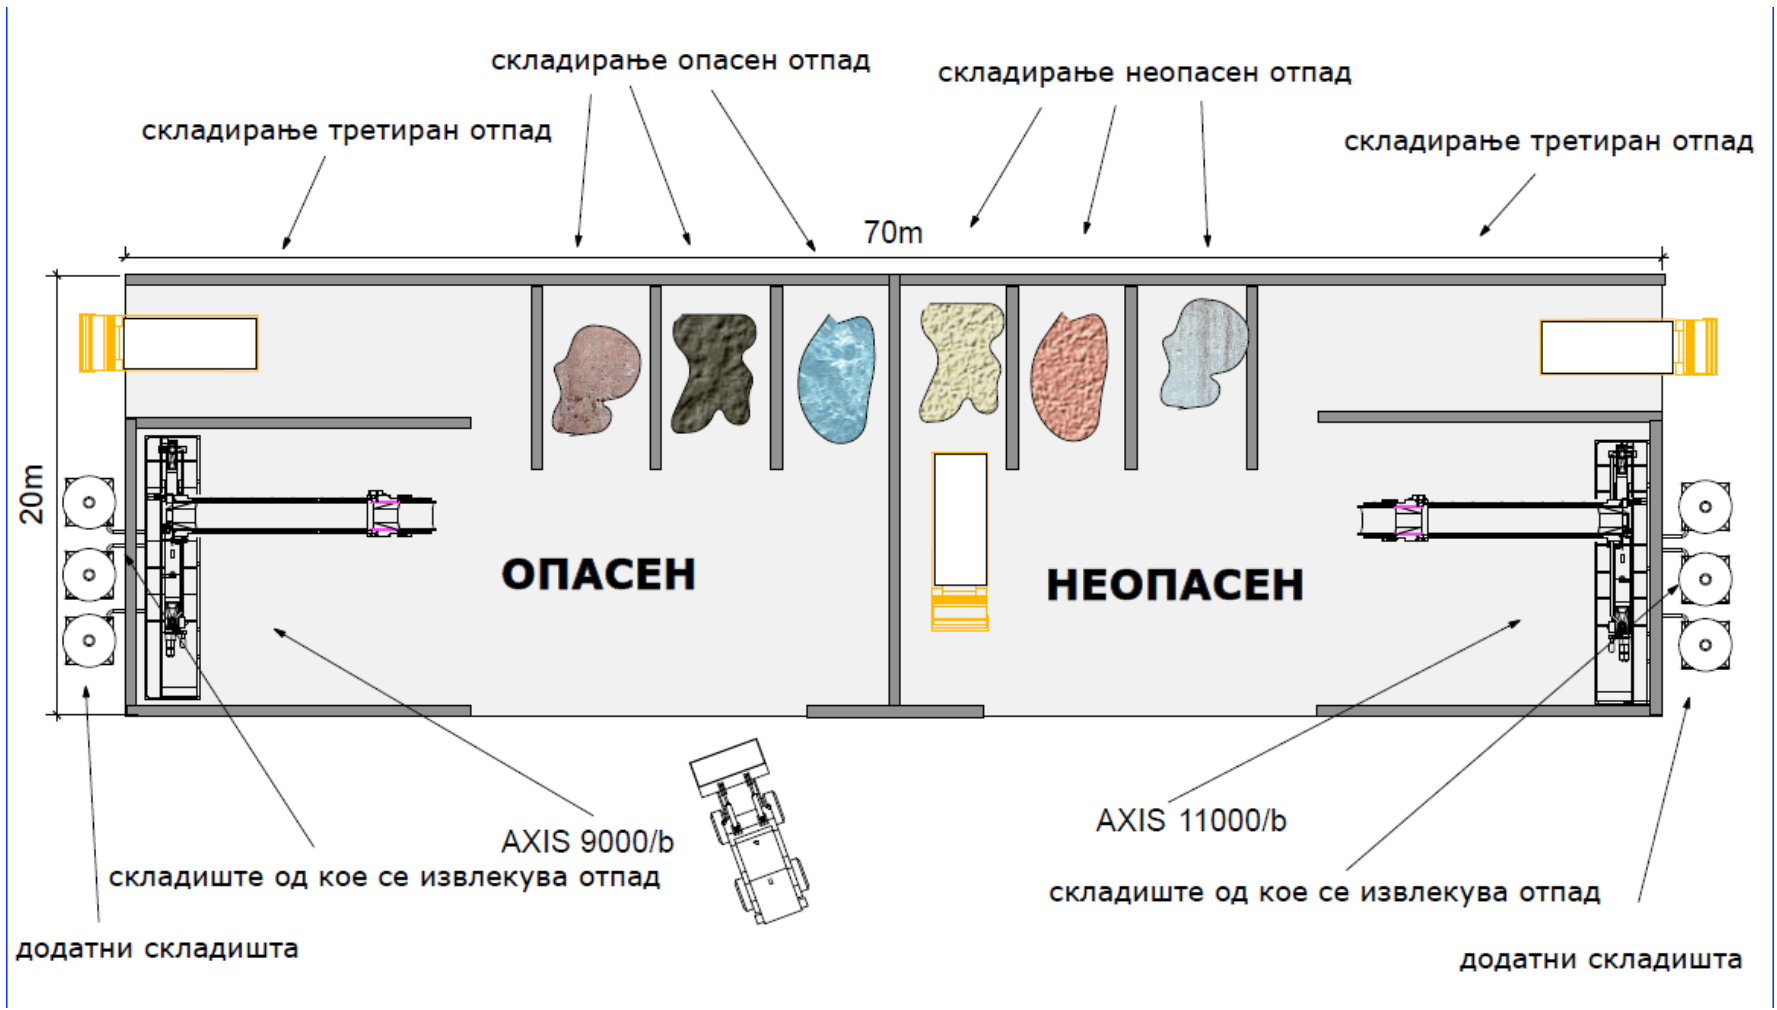 складирање опасен отпад
складирање неопасен отпад
складирање третиран отпад
складирање третиран отпад
70m
20m
ОПАСЕН
НЕОПАСЕН
AXIS 9000/b
AXIS 11000/b
складиште од кое се извлекува отпад
складиште од кое се извлекува отпад
додатни складишта
додатни складишта